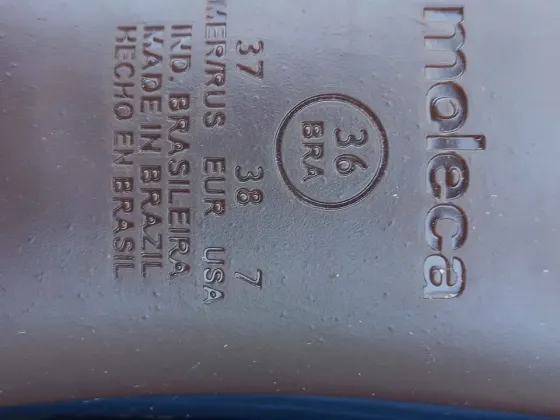 moleca
36
BRA
37 38 7
MER/RUS EUR USA
IND. BRASILEIRA
MADE IN BRAZIL
HECHO EN BRASIL